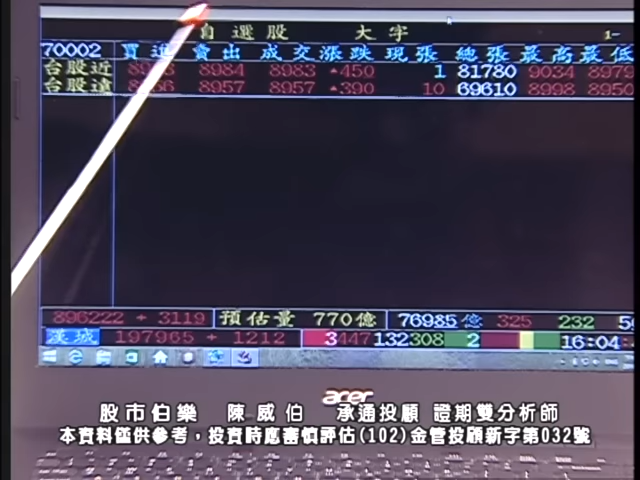 自選股 大字 1-
70002 買進 賣出 成交 漲跌 現張 總張 最高 最低
台股近 8984 8983 ▲450 1 81780 9034 8979
台股遠 8957 8957 ▲390 10 69610 8998 8950
896222 + 3119 預估量 770億 76985億 325 232
漢城 197965 + 1212 3447 132308 2 16:04
acer
股市伯樂 陳威伯 承通投顧 證期雙分析師
本資料僅供參考，投資時應審慎評估(102)金管投顧新字第032號